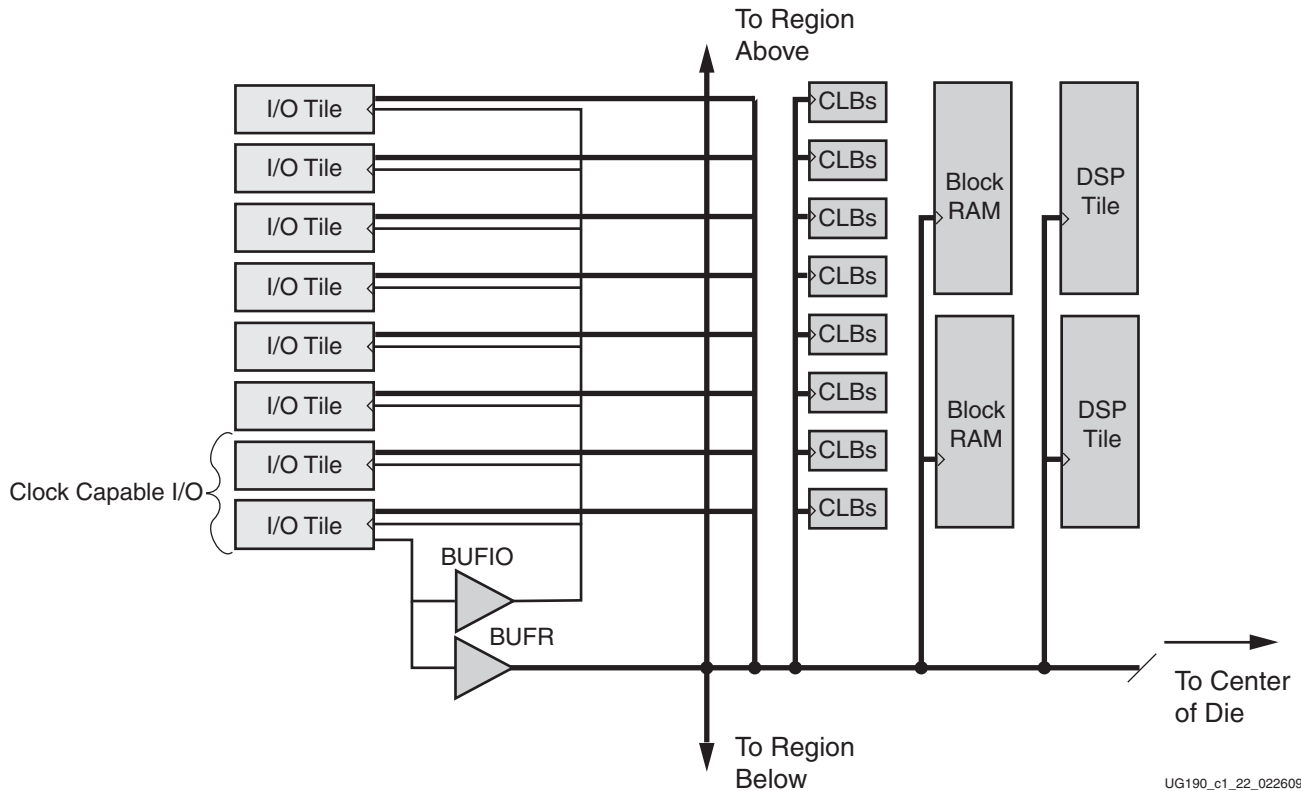 To Region
Above
I/O Tile
I/O Tile
I/O Tile
I/O Tile
I/O Tile
I/O Tile
I/O Tile
I/O Tile
Clock Capable I/O
BUFIO
BUFR
CLBs
CLBs
CLBs
CLBs
CLBs
CLBs
CLBs
CLBs
Block
RAM
Block
RAM
DSP
Tile
DSP
Tile
To Center
of Die
To Region
Below
UG190_c1_22_022609